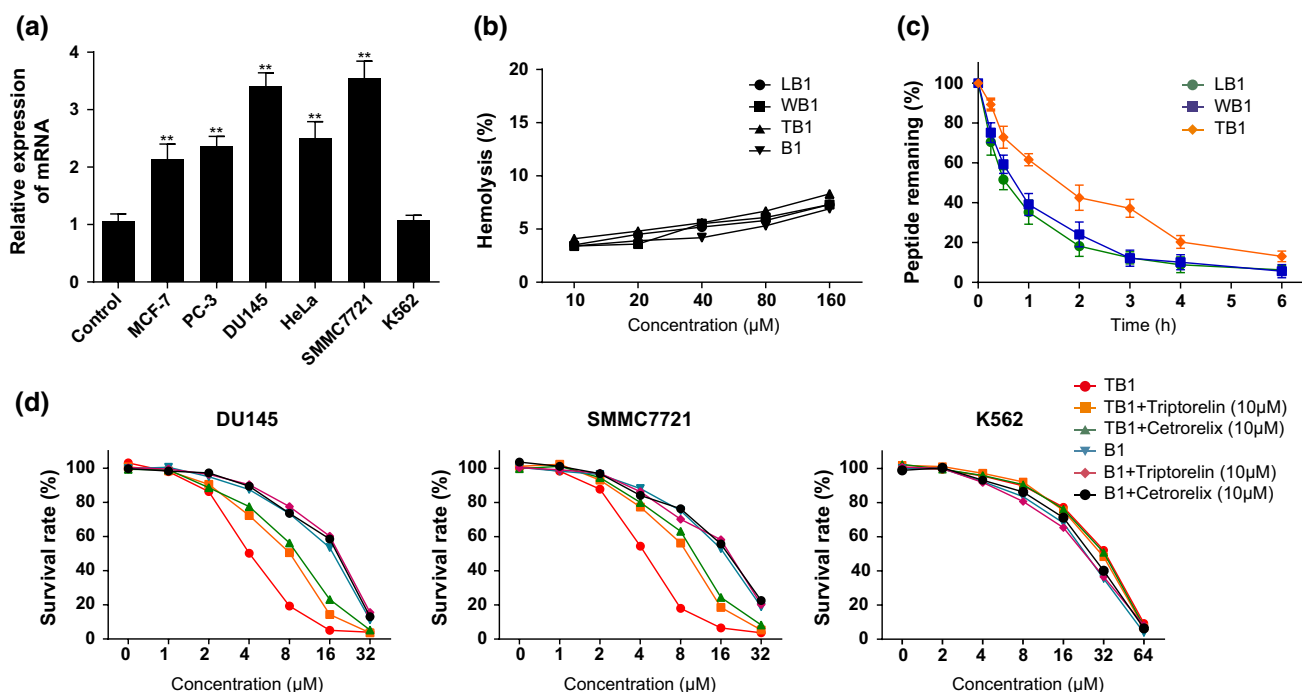 (a)
Relative expression
of mRNA
4
3
2
1
0
**
**
**
**
**
**
Control
MCF-7
PC-3
DU145
HeLa
SMMC7721
K562
(b)
Hemolysis (%)
20
15
10
5
0
LB1
WB1
TB1
B1
10 20 40 80 160
Concentration (µM)
(c)
Peptide remaning (%)
100
80
60
40
20
0
LB1
WB1
TB1
0 1 2 3 4 5 6
Time (h)
(d)
DU145
Survival rate (%)
120
100
80
60
40
20
0
0 1 2 4 8 16 32
Concentration (µM)
SMMC7721
Survival rate (%)
120
100
80
60
40
20
0
0 1 2 4 8 16 32
Concentration (µM)
K562
Survival rate (%)
120
100
80
60
40
20
0
0 2 4 8 16 32 64
Concentration (µM)
TB1
TB1+Triptorelin (10µM)
TB1+Cetrorelix (10µM)
B1
B1+Triptorelin (10µM)
B1+Cetrorelix (10µM)